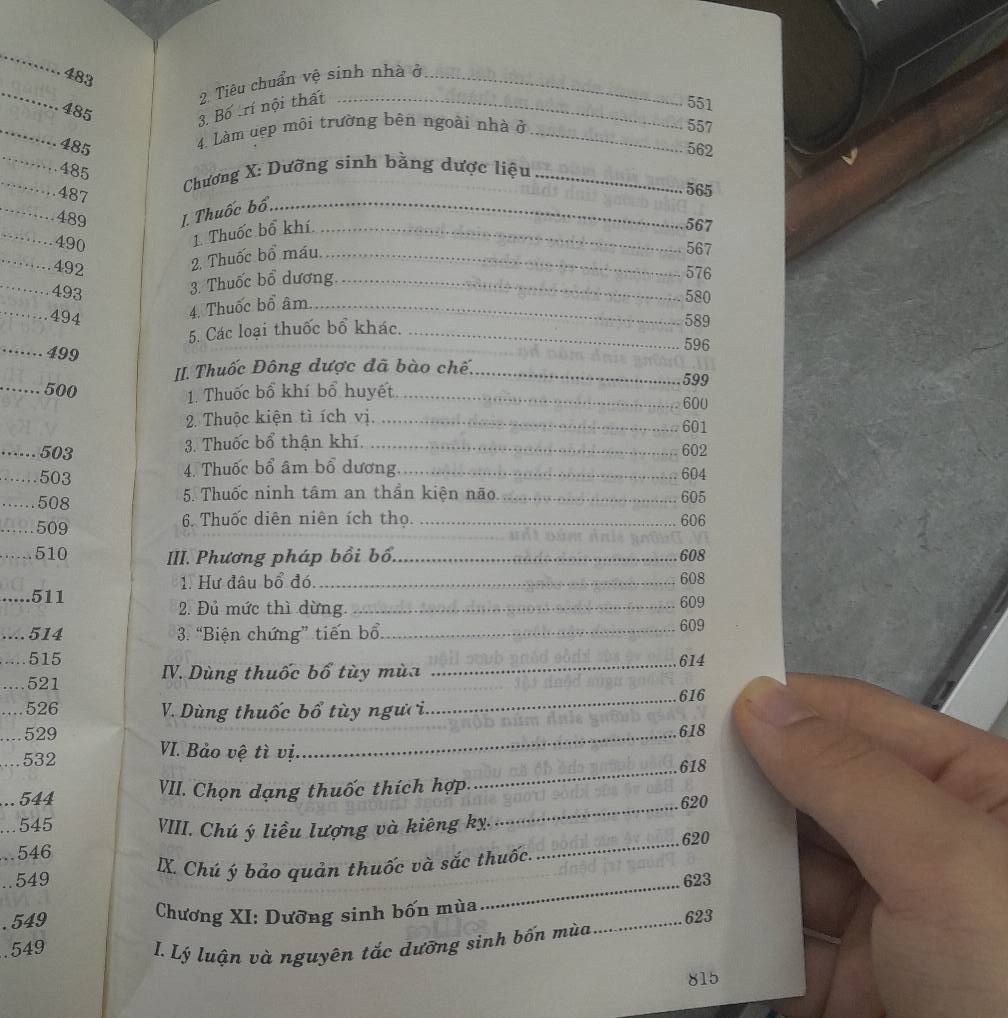 483
485
485
485
487
489
490
492
493
494
499
500
503
503
508
509
510
511
514
515
521
526
529
532
544
545
546
549
549
549
2. Tiêu chuẩn vệ sinh nhà ở 551
3. Bố trí nội thất 557
4. Làm đẹp môi trường bên ngoài nhà ở 562
Chương X: Dưỡng sinh bằng dược liệu 565
I. Thuốc bổ 567
1. Thuốc bổ khí. 567
2. Thuốc bổ máu. 576
3. Thuốc bổ dương. 580
4. Thuốc bổ âm. 589
5. Các loại thuốc bổ khác. 596
II. Thuốc Đông dược đã bào chế 599
1. Thuốc bổ khí bổ huyết. 600
2. Thuộc kiện tì ích vị. 601
3. Thuốc bổ thận khí. 602
4. Thuốc bổ âm bổ dương. 604
5. Thuốc ninh tâm an thần kiện não. 605
6. Thuốc diên niên ích thọ. 606
III. Phương pháp bồi bổ 608
1. Hư đâu bổ đó. 608
2. Đủ mức thì dừng. 609
3. “Biện chứng” tiến bổ. 609
IV. Dùng thuốc bổ tùy mùa 614
V. Dùng thuốc bổ tùy người. 616
VI. Bảo vệ tì vị. 618
VII. Chọn dạng thuốc thích hợp. 618
VIII. Chú ý liều lượng và kiêng kỵ. 620
IX. Chú ý bảo quản thuốc và sắc thuốc. 620
Chương XI: Dưỡng sinh bốn mùa 623
I. Lý luận và nguyên tắc dưỡng sinh bốn mùa 623
815